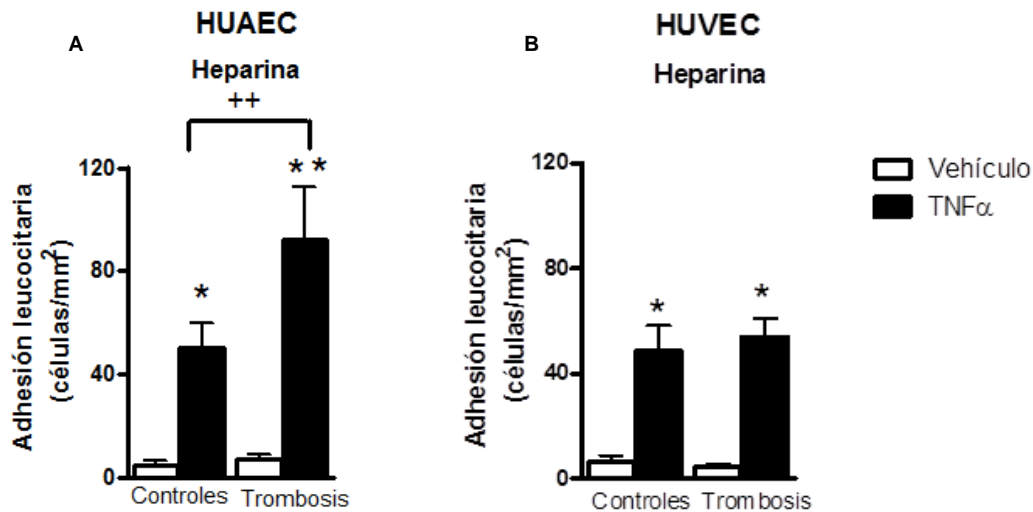 A
HUAEC
Heparina
++
Adhesión leucocitaria
(células/mm²)
120
80
40
0
*
**
Controles
Trombosis
B
HUVEC
Heparina
Adhesión leucocitaria
(células/mm²)
120
80
40
0
*
*
Controles
Trombosis
Vehículo
TNFα